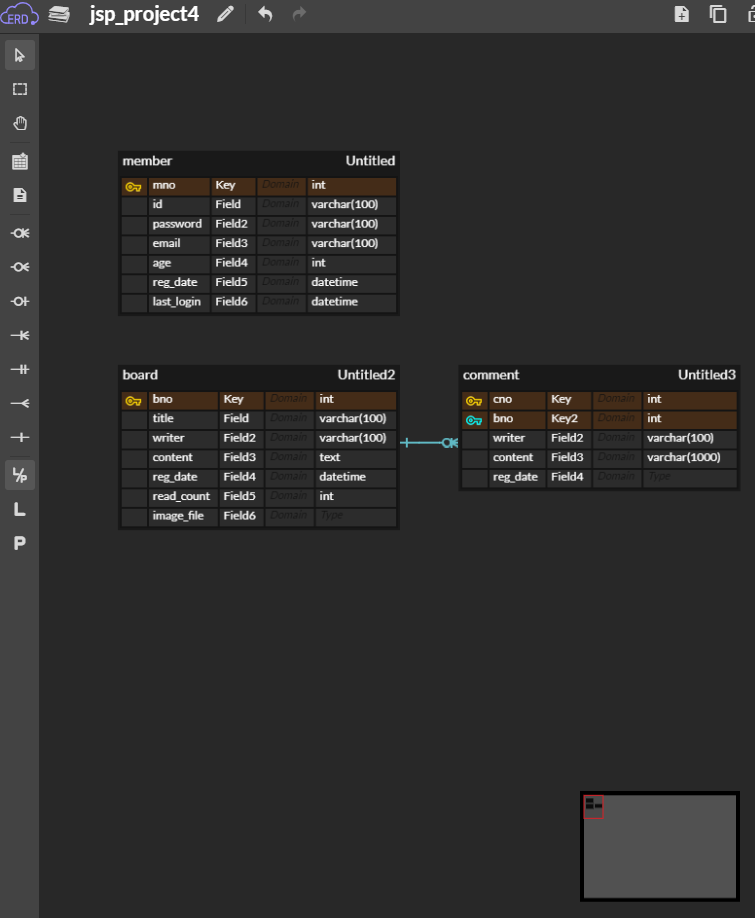 ERD
jsp_project4
member Untitled
mno Key Domain int
id Field Domain varchar(100)
password Field2 Domain varchar(100)
email Field3 Domain varchar(100)
age Field4 Domain int
reg_date Field5 Domain datetime
last_login Field6 Domain datetime
board Untitled2
bno Key Domain int
title Field Domain varchar(100)
writer Field2 Domain varchar(100)
content Field3 Domain text
reg_date Field4 Domain datetime
read_count Field5 Domain int
image_file Field6 Domain Type
comment Untitled3
cno Key Domain int
bno Key2 Domain int
writer Field2 Domain varchar(100)
content Field3 Domain varchar(1000)
reg_date Field4 Domain Type
L/P
L
P